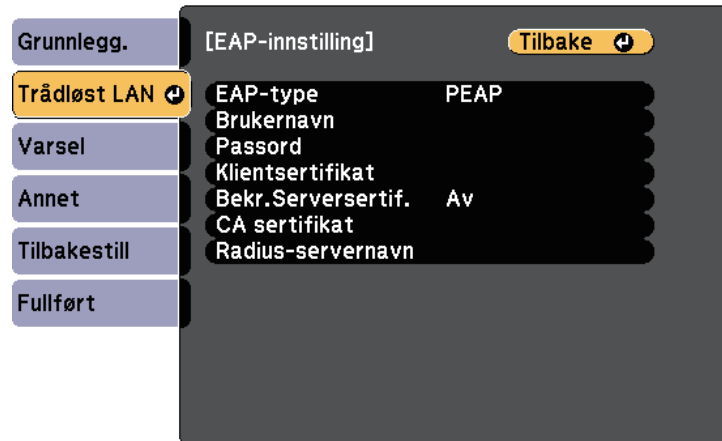 Grunnlegg.
Trådløst LAN
Varsel
Annet
Tilbakestill
Fullført
[EAP-innstilling] Tilbake
EAP-type PEAP
Brukernavn
Passord
Klientsertifikat
Bekr.Serversertif. Av
CA sertifikat
Radius-servernavn